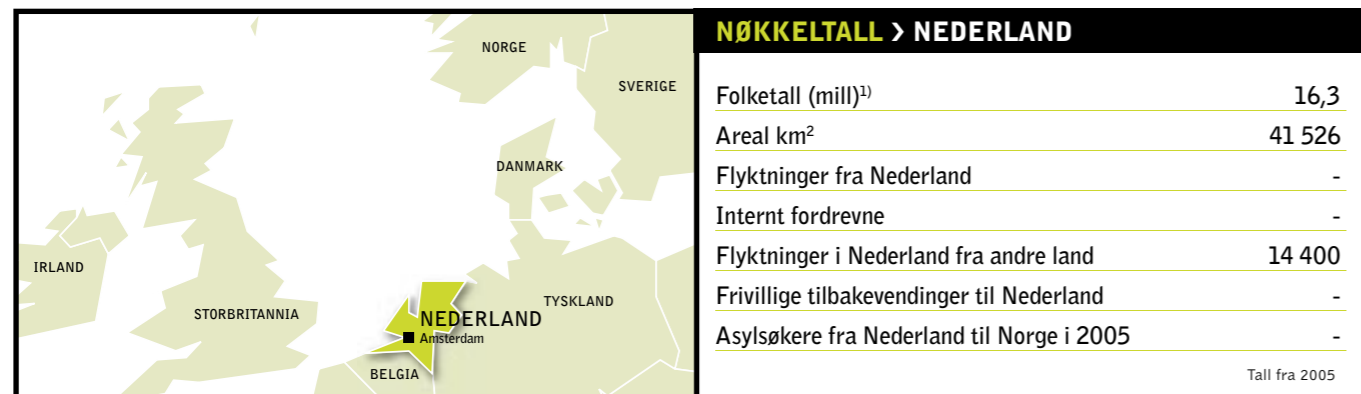 NORGE
SVERIGE
DANMARK
IRLAND
STORBRITANNIA
TYSKLAND
NEDERLAND
Amsterdam
BELGIA
NØKKELTALL › NEDERLAND
Folketall (mill)¹⁾ 16,3
Areal km² 41 526
Flyktninger fra Nederland -
Internt fordrevne -
Flyktninger i Nederland fra andre land 14 400
Frivillige tilbakevendinger til Nederland -
Asylsøkere fra Nederland til Norge i 2005 -
Tall fra 2005